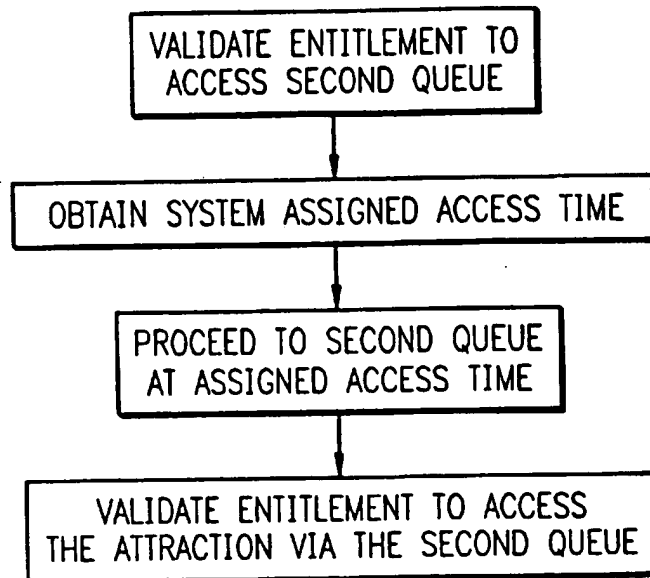 VALIDATE ENTITLEMENT TO
ACCESS SECOND QUEUE
OBTAIN SYSTEM ASSIGNED ACCESS TIME
PROCEED TO SECOND QUEUE
AT ASSIGNED ACCESS TIME
VALIDATE ENTITLEMENT TO ACCESS
THE ATTRACTION VIA THE SECOND QUEUE